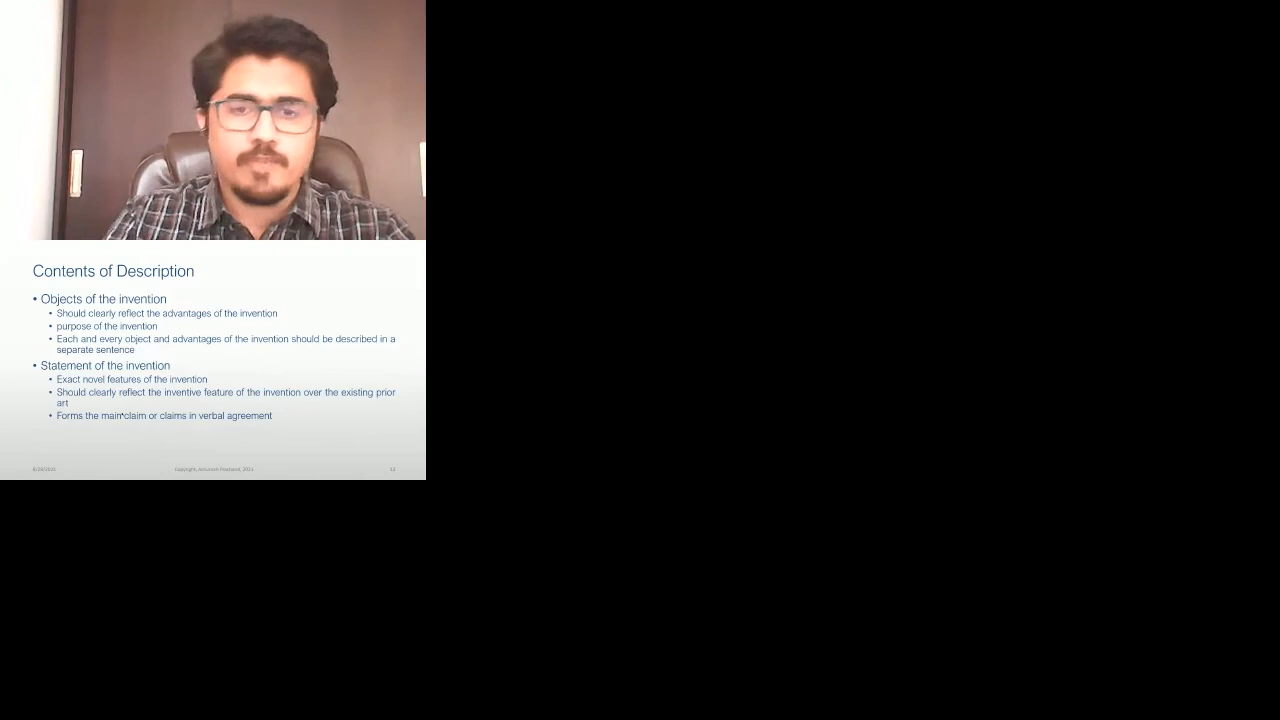 Contents of Description
• Objects of the invention
• Should clearly reflect the advantages of the invention
• purpose of the invention
• Each and every object and advantages of the invention should be described in a
separate sentence
• Statement of the invention
• Exact novel features of the invention
• Should clearly reflect the inventive feature of the invention over the existing prior
art
• Forms the main claim or claims in verbal agreement
Copyright,